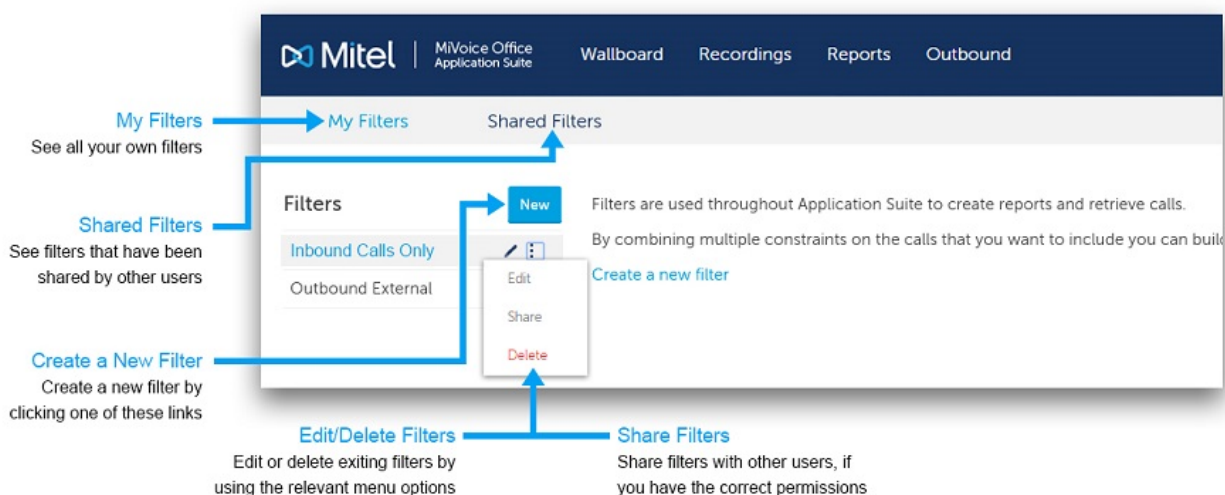 Mitel
MiVoice Office
Application Suite
Wallboard
Recordings
Reports
Outbound
My Filters
See all your own filters
My Filters
Shared Filters
Shared Filters
See filters that have been
shared by other users
Filters
New
Filters are used throughout Application Suite to create reports and retrieve calls.
Inbound Calls Only
By combining multiple constraints on the calls that you want to include you can build
Outbound External
Edit
Create a new filter
Share
Delete
Create a New Filter
Create a new filter by
clicking one of these links
Edit/Delete Filters
Edit or delete exiting filters by
using the relevant menu options
Share Filters
Share filters with other users, if
you have the correct permissions